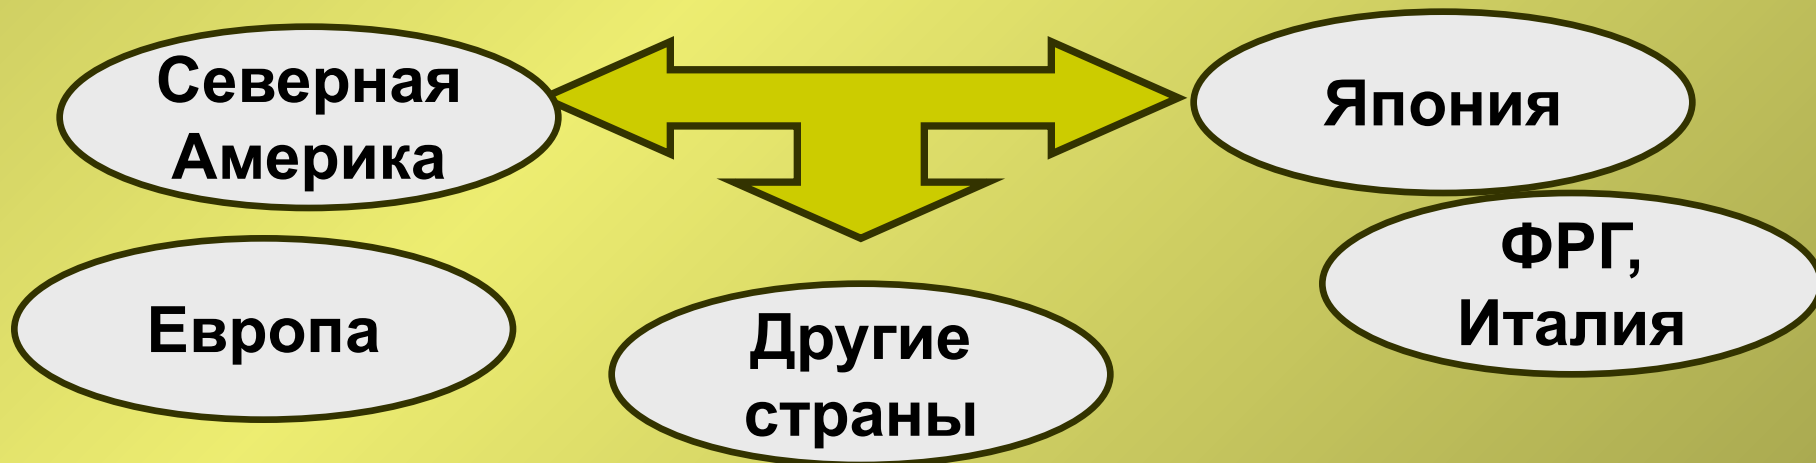 Северная
Америка
Япония
ФРГ,
Италия
Европа
Другие
страны